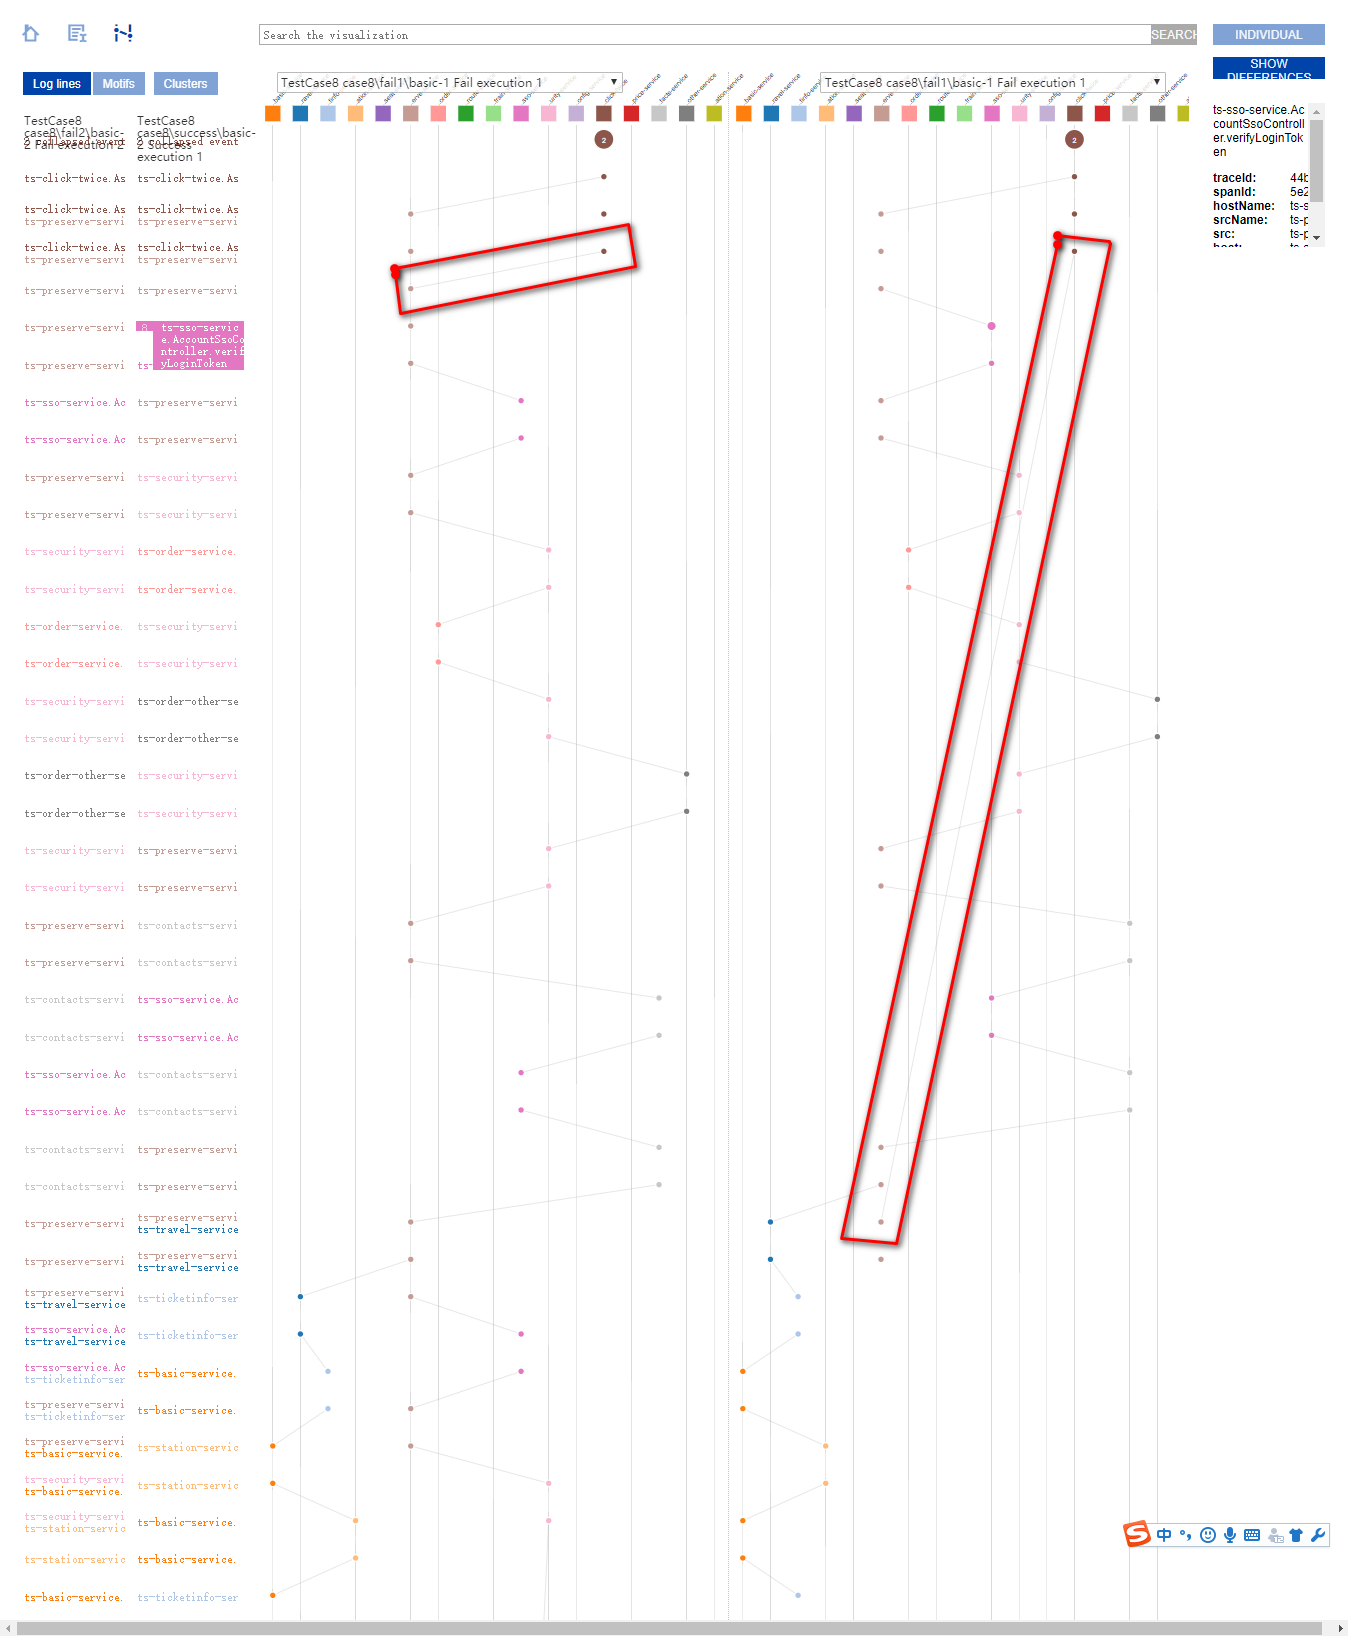 Search the visualization
SEARCH
INDIVIDUAL
SHOW
DIFFERENCES
Log lines
Motifs
Clusters
TestCase8 case8\fail1\basic-1 Fail execution 1
TestCase8 case8\fail1\basic-1 Fail execution 1
TestCase8
case8\fail2\basic-
2 Fail execution 2
TestCase8
case8\success\basic-
2 Success
execution 1
2 collapsed event
2 collapsed event
2
2
ts-sso-service.Ac
countSsoControll
er.verifyLoginTok
en
traceId: 44b
spanId: 5e2
hostName: ts-s
srcName: ts-p
src: ts-p
host: ts-s
ts-click-twice.As ts-click-twice.As
ts-click-twice.As ts-click-twice.As
ts-preserve-servi ts-preserve-servi
ts-click-twice.As ts-click-twice.As
ts-preserve-servi ts-preserve-servi
ts-preserve-servi ts-preserve-servi
ts-preserve-servi 8 ts-sso-servic
e.AccountSsoCo
ntroller.verif
yLoginToken
ts-preserve-servi ts-
ts-sso-service.Ac ts-preserve-servi
ts-sso-service.Ac ts-preserve-servi
ts-preserve-servi ts-security-servi
ts-preserve-servi ts-security-servi
ts-security-servi ts-order-service.
ts-security-servi ts-order-service.
ts-order-service. ts-security-servi
ts-order-service. ts-security-servi
ts-security-servi ts-order-other-se
ts-security-servi ts-order-other-se
ts-order-other-se ts-security-servi
ts-order-other-se ts-security-servi
ts-security-servi ts-preserve-servi
ts-security-servi ts-preserve-servi
ts-preserve-servi ts-contacts-servi
ts-preserve-servi ts-contacts-servi
ts-contacts-servi ts-sso-service.Ac
ts-contacts-servi ts-sso-service.Ac
ts-sso-service.Ac ts-contacts-servi
ts-sso-service.Ac ts-contacts-servi
ts-contacts-servi ts-preserve-servi
ts-contacts-servi ts-preserve-servi
ts-preserve-servi ts-preserve-servi
ts-travel-service
ts-preserve-servi ts-preserve-servi
ts-travel-service
ts-preserve-servi
ts-travel-service ts-ticketinfo-ser
ts-sso-service.Ac
ts-travel-service ts-ticketinfo-ser
ts-sso-service.Ac
ts-ticketinfo-ser ts-basic-service.
ts-preserve-servi
ts-ticketinfo-ser ts-basic-service.
ts-preserve-servi
ts-basic-service. ts-station-servic
ts-security-servi
ts-basic-service. ts-station-servic
ts-security-servi
ts-station-servic ts-basic-service.
ts-station-servic ts-basic-service.
ts-basic-service. ts-ticketinfo-ser
中